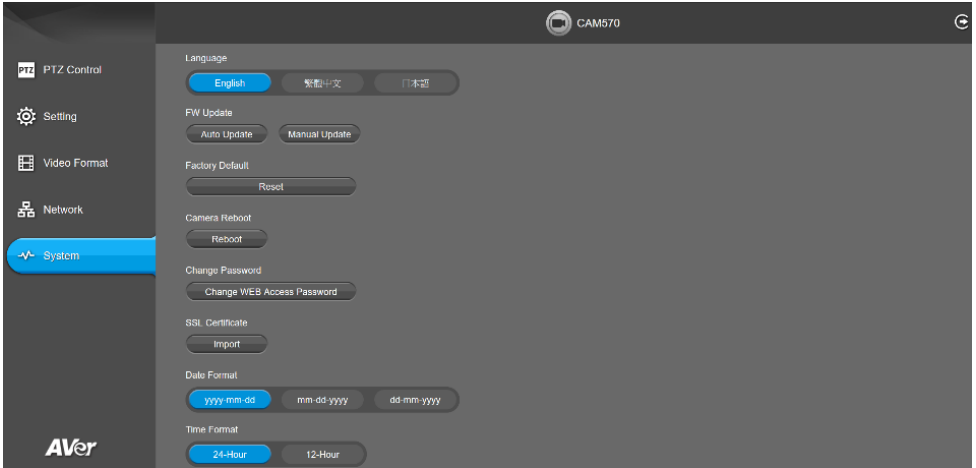 CAM570
PTZ PTZ Control
Setting
Video Format
Network
System
Language
English 繁體中文 日本語
FW Update
Auto Update Manual Update
Factory Default
Reset
Camera Reboot
Reboot
Change Password
Change WEB Access Password
SSL Certificate
Import
Date Format
yyyy-mm-dd mm-dd-yyyy dd-mm-yyyy
Time Format
24-Hour 12-Hour
AVer